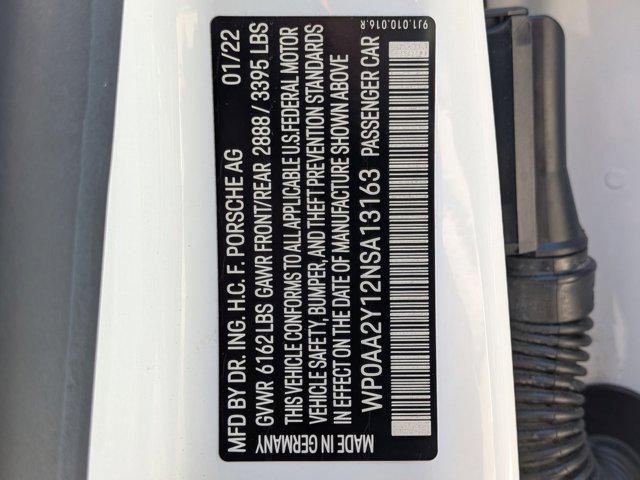 MFD BY DR. ING. H.C. F. PORSCHE AG 01/22
GVWR 6162 LBS GAWR FRONT/REAR 2888 / 3395 LBS
THIS VEHICLE CONFORMS TO ALL APPLICABLE U.S.FEDERAL MOTOR
VEHICLE SAFETY, BUMPER, AND THEFT PREVENTION STANDARDS
IN EFFECT ON THE DATE OF MANUFACTURE SHOWN ABOVE
WP0AA2Y12NSA13163 PASSENGER CAR
MADE IN GERMANY
9J1.010.016.R